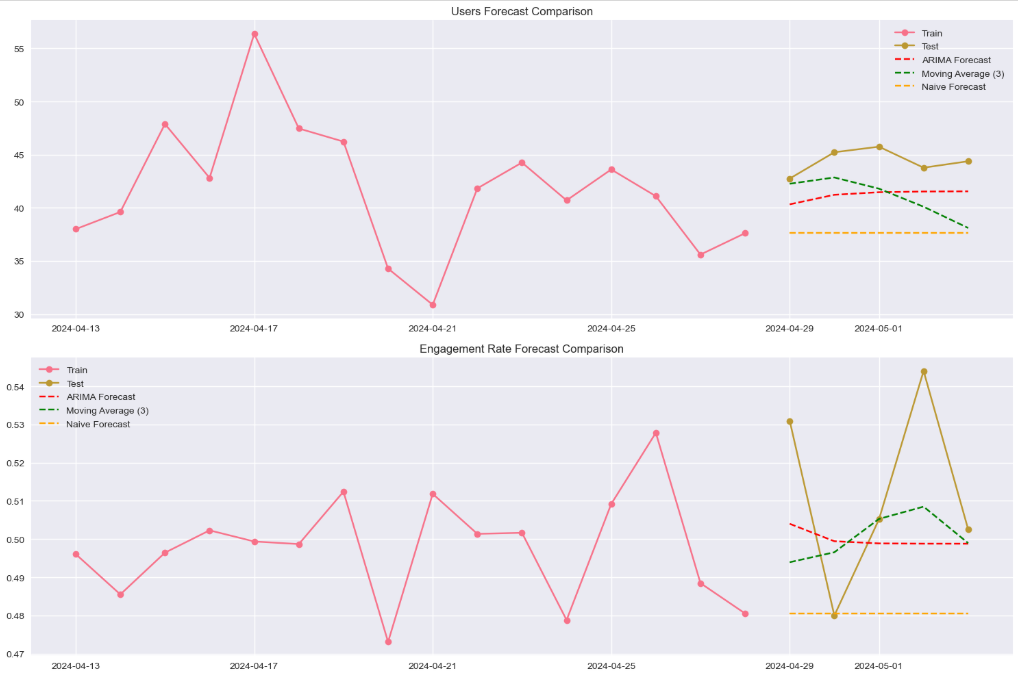 Users Forecast Comparison
Train
Test
ARIMA Forecast
Moving Average (3)
Naive Forecast
55
50
45
40
35
30
2024-04-13 2024-04-17 2024-04-21 2024-04-25 2024-04-29 2024-05-01
Engagement Rate Forecast Comparison
Train
Test
ARIMA Forecast
Moving Average (3)
Naive Forecast
0.54
0.53
0.52
0.51
0.50
0.49
0.48
0.47
2024-04-13 2024-04-17 2024-04-21 2024-04-25 2024-04-29 2024-05-01